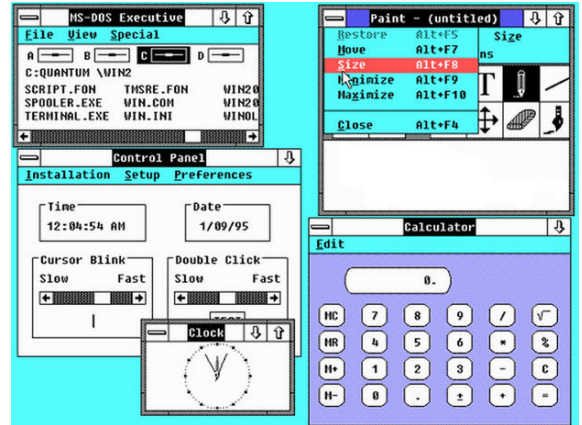 MS-DOS Executive
File View Special
A B C D
C:QUANTUM \WIN2
SCRIPT.FON TMSRE.FON WIN20
SPOOLER.EXE WIN.COM WIN20
TERMINAL.EXE WIN.INI WINOL
Paint - (untitled)
Restore Alt+F5
Move Alt+F7
Size Alt+F8
Minimize Alt+F9
Maximize Alt+F10
Close Alt+F4
Size
ns
T
Control Panel
Installation Setup Preferences
Time
12:04:54 AM
Date
1/09/95
Cursor Blink
Slow Fast
Double Click
Slow Fast
TEST
Clock
Calculator
Edit
0.
MC 7 8 9 / √
MR 4 5 6 * %
M+ 1 2 3 - C
M- 0 . ± + =